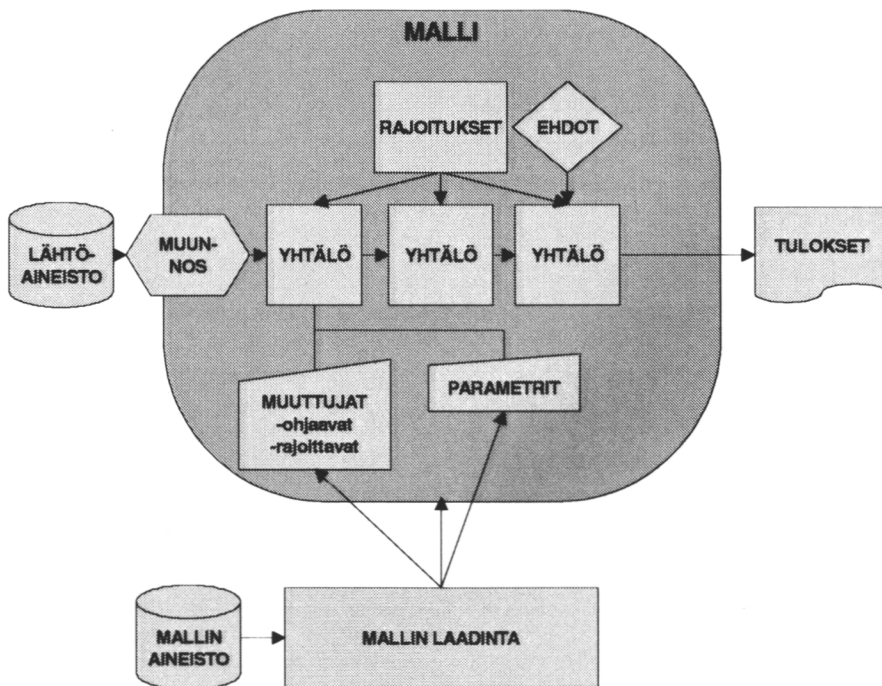 MALLI
RAJOITUKSET
EHDOT
LÄHTÖ-
AINEISTO
MUUN-
NOS
YHTÄLÖ
YHTÄLÖ
YHTÄLÖ
TULOKSET
MUUTTUJAT
-ohjaavat
-rajoittavat
PARAMETRIT
MALLIN
AINEISTO
MALLIN LAADINTA